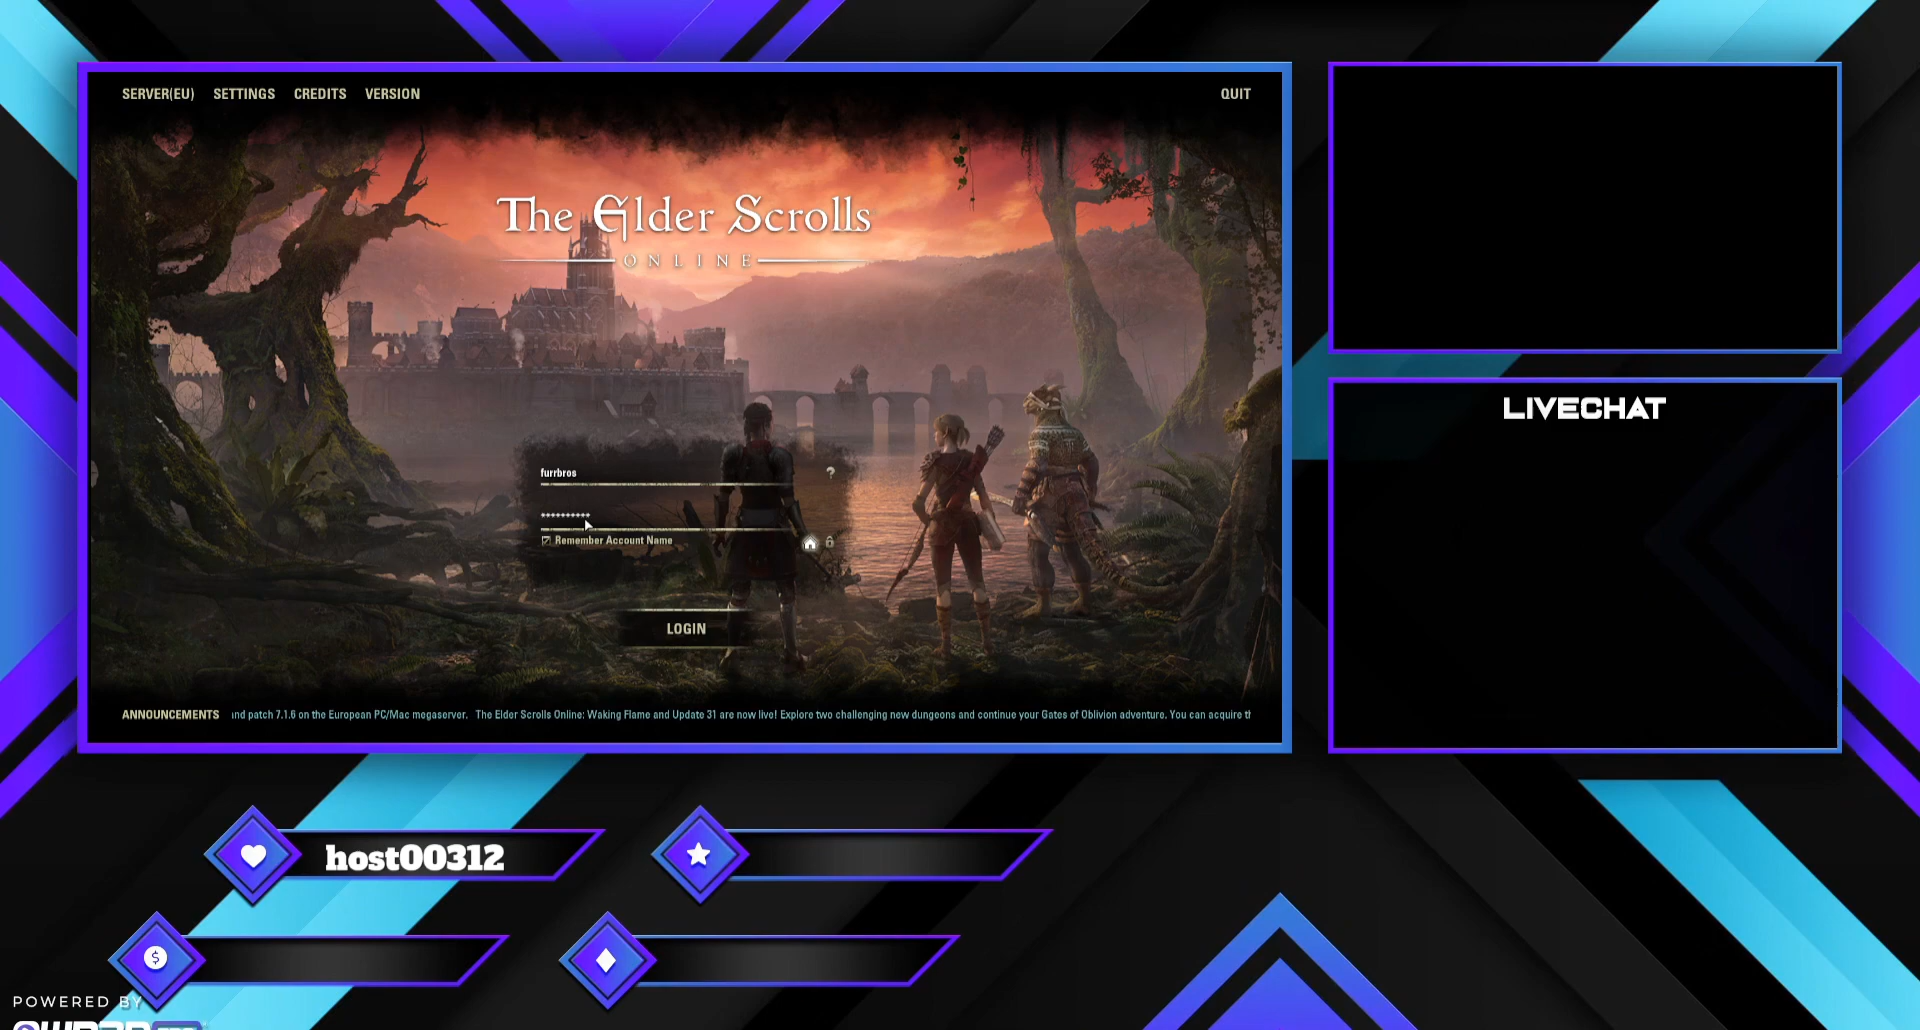 SERVER(EU) SETTINGS CREDITS VERSION QUIT
The Elder Scrolls
ONLINE
furrbros
?
**********
Remember Account Name
LOGIN
ANNOUNCEMENTS and patch 7.1.6 on the European PC/Mac megaserver. The Elder Scrolls Online: Waking Flame and Update 31 are now live! Explore two challenging new dungeons and continue your Gates of Oblivion adventure. You can acquire th
LIVECHAT
host00312
$
POWERED BY